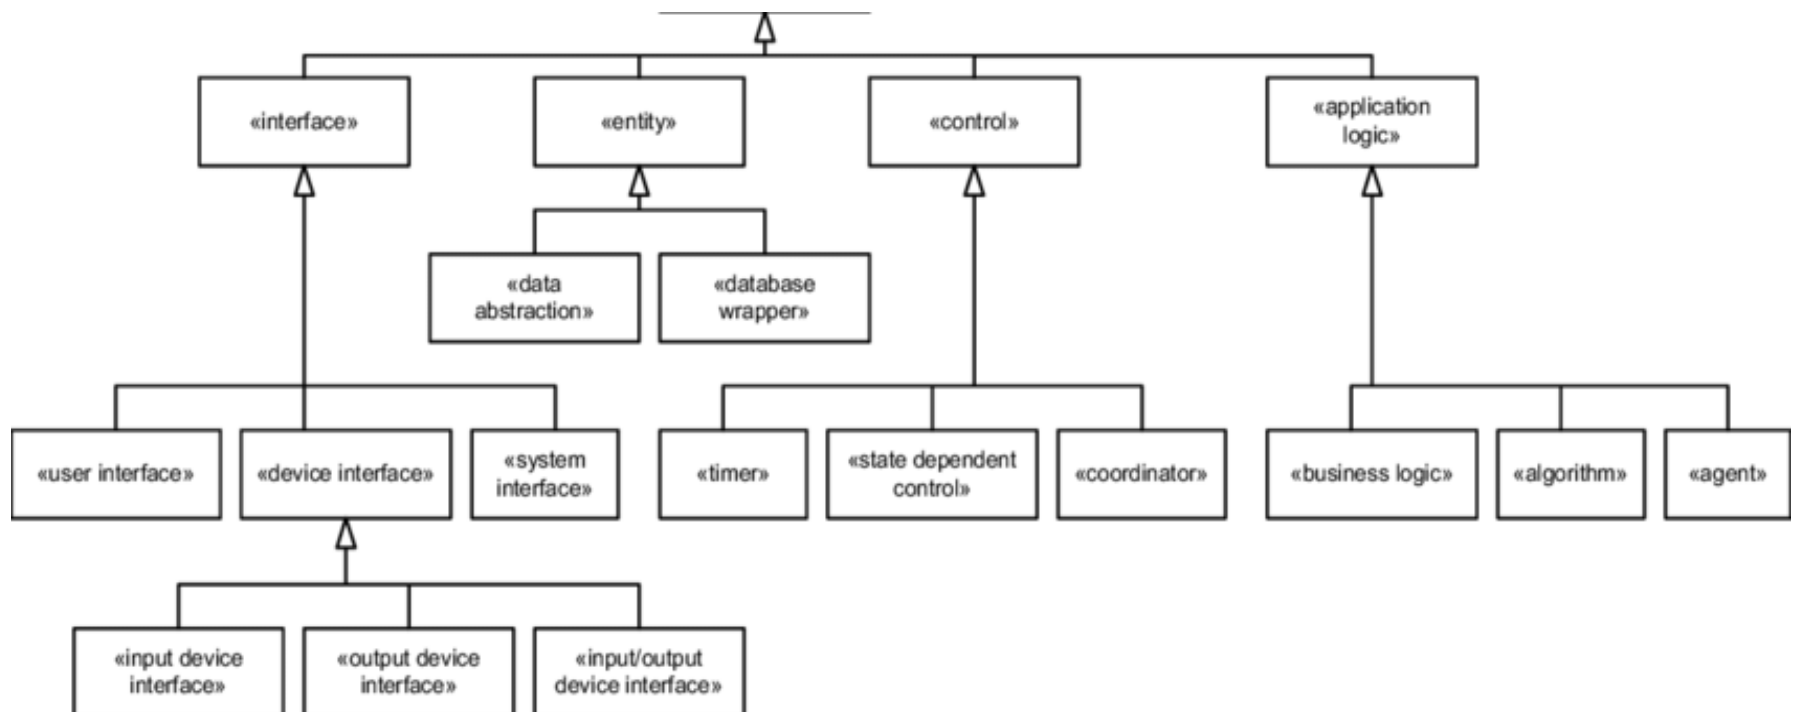 «interface»
«entity»
«control»
«application
logic»
«data
abstraction»
«database
wrapper»
«user interface»
«device interface»
«system
interface»
«timer»
«state dependent
control»
«coordinator»
«business logic»
«algorithm»
«agent»
«input device
interface»
«output device
interface»
«input/output
device interface»